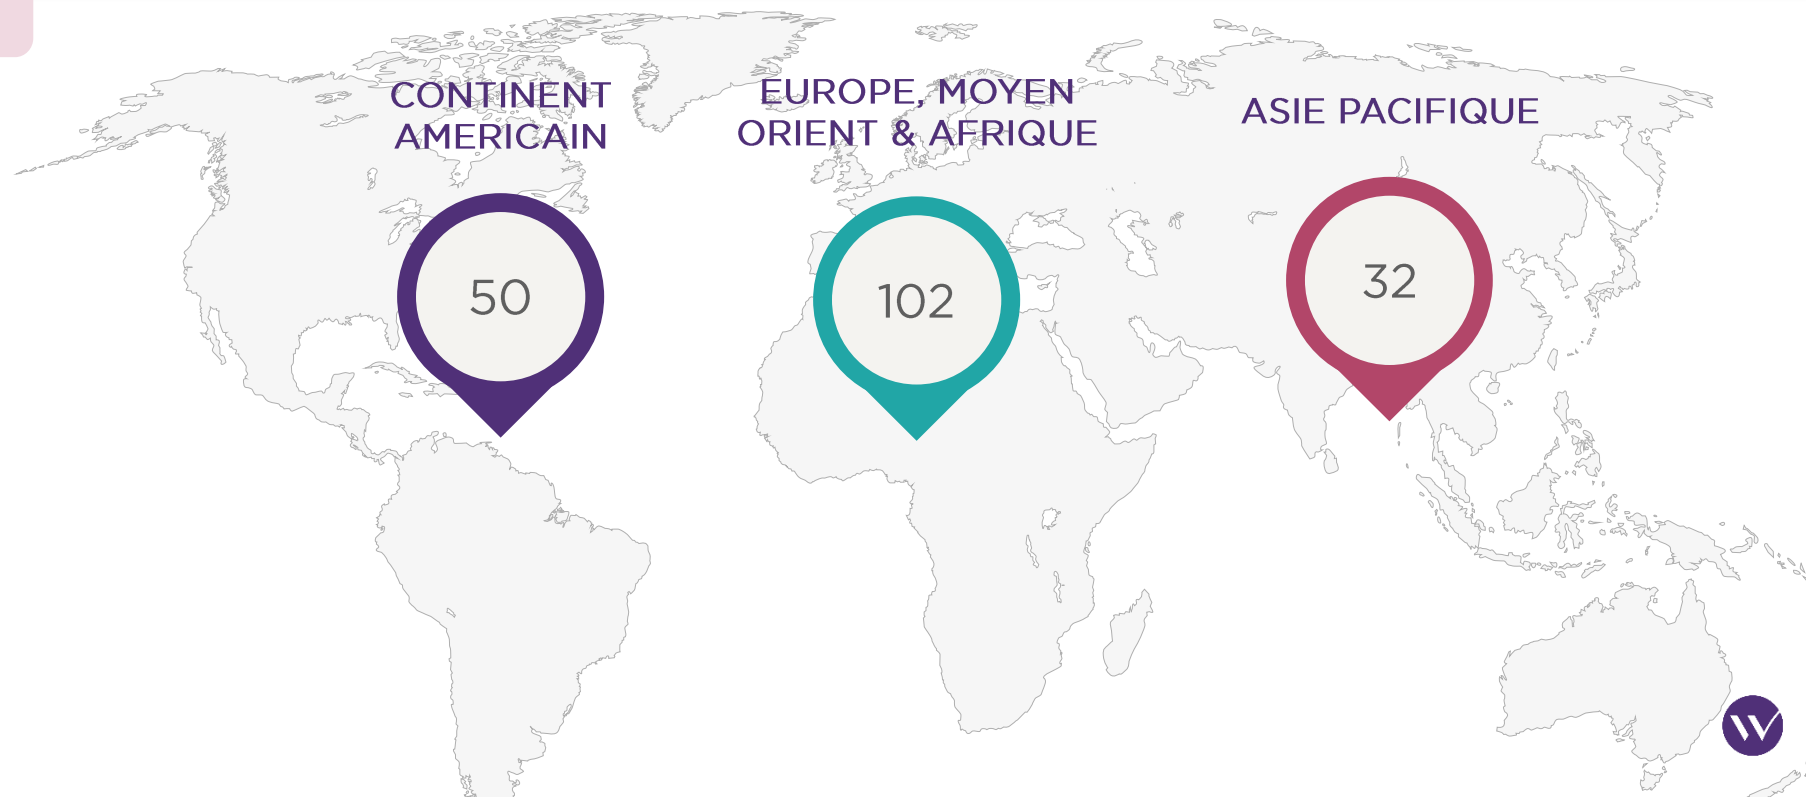 CONTINENT
AMERICAIN
50
EUROPE, MOYEN
ORIENT & AFRIQUE
102
ASIE PACIFIQUE
32
W